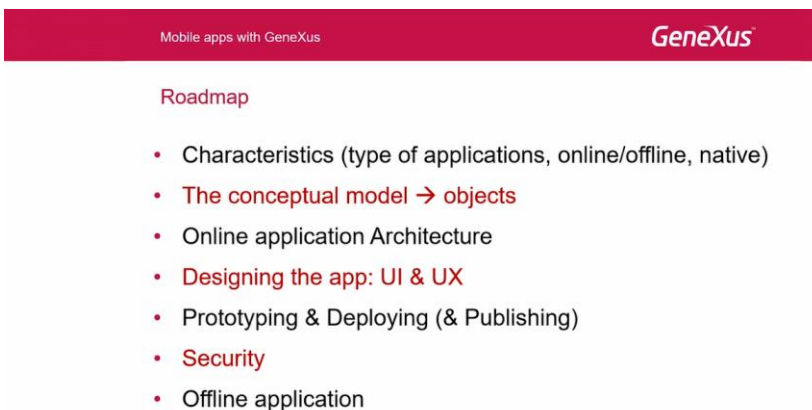 Mobile apps with GeneXus
GeneXus™
Roadmap
• Characteristics (type of applications, online/offline, native)
• The conceptual model → objects
• Online application Architecture
• Designing the app: UI & UX
• Prototyping & Deploying (& Publishing)
• Security
• Offline application